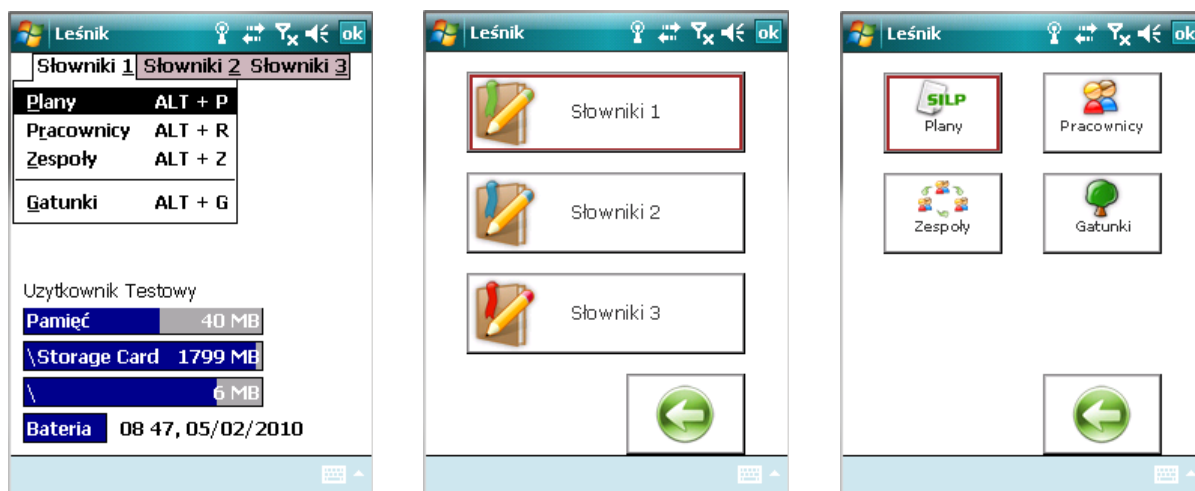 Leśnik ok
Słowniki 1 Słowniki 2 Słowniki 3
Plany ALT + P
Pracownicy ALT + R
Zespoły ALT + Z
Gatunki ALT + G
Uzytkownik Testowy
Pamięć 40 MB
\Storage Card 1799 MB
\ 6 MB
Bateria 08 47, 05/02/2010
Leśnik ok
Słowniki 1
Słowniki 2
Słowniki 3
Leśnik ok
SILP
Plany
Pracownicy
Zespoły
Gatunki